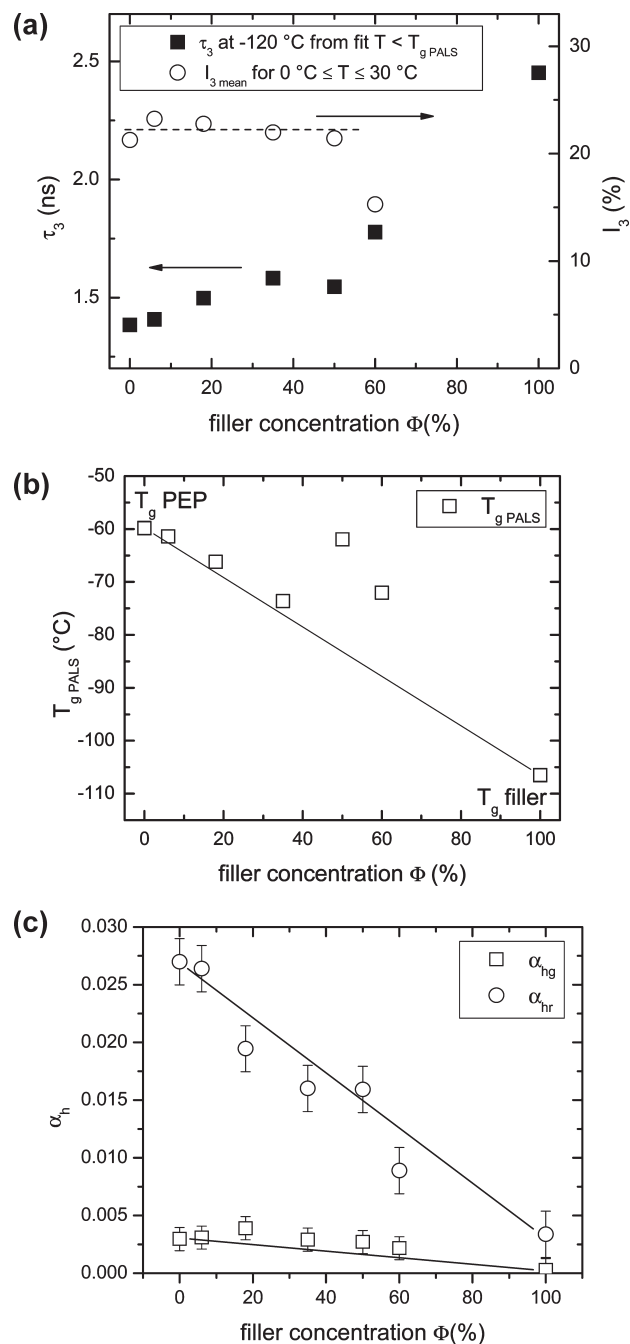 (a)
τ3 at -120 °C from fit T < Tg PALS
I3 mean for 0 °C ≤ T ≤ 30 °C
2.5
2.0
1.5
τ3 (ns)
30
20
10
0
I3 (%)
0 20 40 60 80 100
filler concentration Φ(%)
(b)
-50
-60
-70
-80
-90
-100
-110
Tg PALS (°C)
Tg PEP
Tg PALS
Tg filler
0 20 40 60 80 100
filler concentration Φ (%)
(c)
0.030
0.025
0.020
0.015
0.010
0.005
0.000
αh
αhg
αhr
0 20 40 60 80 100
filler concentration Φ(%)